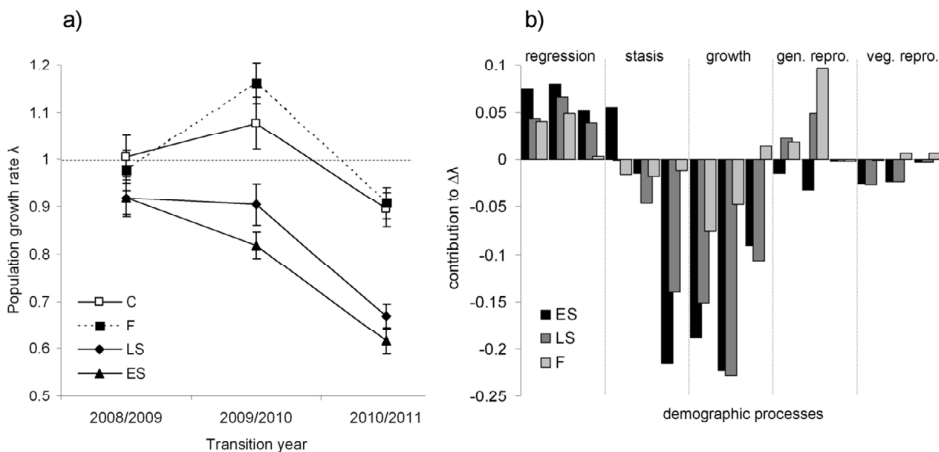 a)
Population growth rate λ
1.2
1.1
1
0.9
0.8
0.7
0.6
0.5
C
F
LS
ES
2008/2009
2009/2010
2010/2011
Transition year
b)
regression
stasis
growth
gen. repro.
veg. repro.
contribution to Δλ
0.1
0.05
0
-0.05
-0.1
-0.15
-0.2
-0.25
ES
LS
F
demographic processes